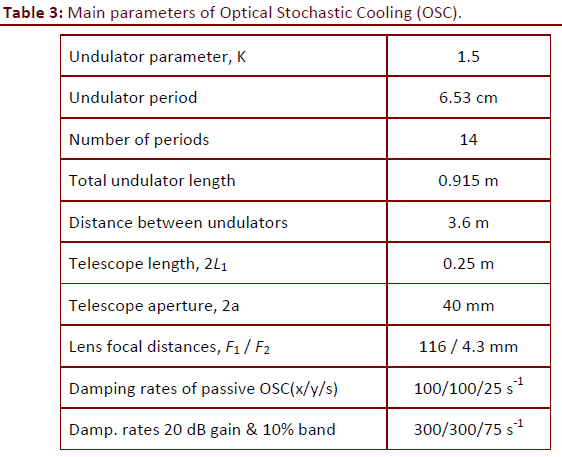 Table 3: Main parameters of Optical Stochastic Cooling (OSC).
Undulator parameter, K 1.5
Undulator period 6.53 cm
Number of periods 14
Total undulator length 0.915 m
Distance between undulators 3.6 m
Telescope length, 2L₁ 0.25 m
Telescope aperture, 2a 40 mm
Lens focal distances, F₁ / F₂ 116 / 4.3 mm
Damping rates of passive OSC(x/y/s) 100/100/25 s⁻¹
Damp. rates 20 dB gain & 10% band 300/300/75 s⁻¹